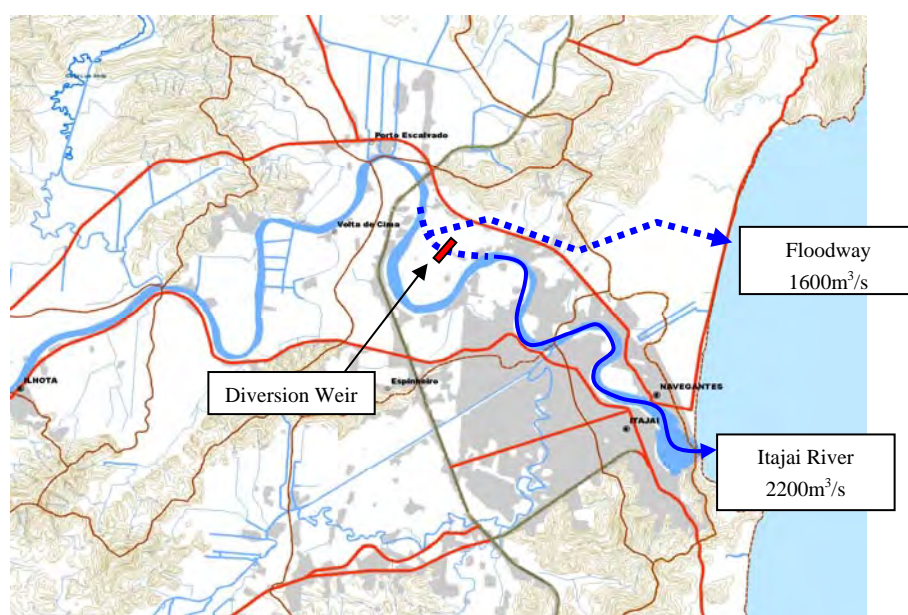 Porto Escalvado
Volta de Cima
Floodway
1600m³/s
Diversion Weir
Espinheiro
ILHOTA
NAVEGANTES
ITAJAI
Itajai River
2200m³/s